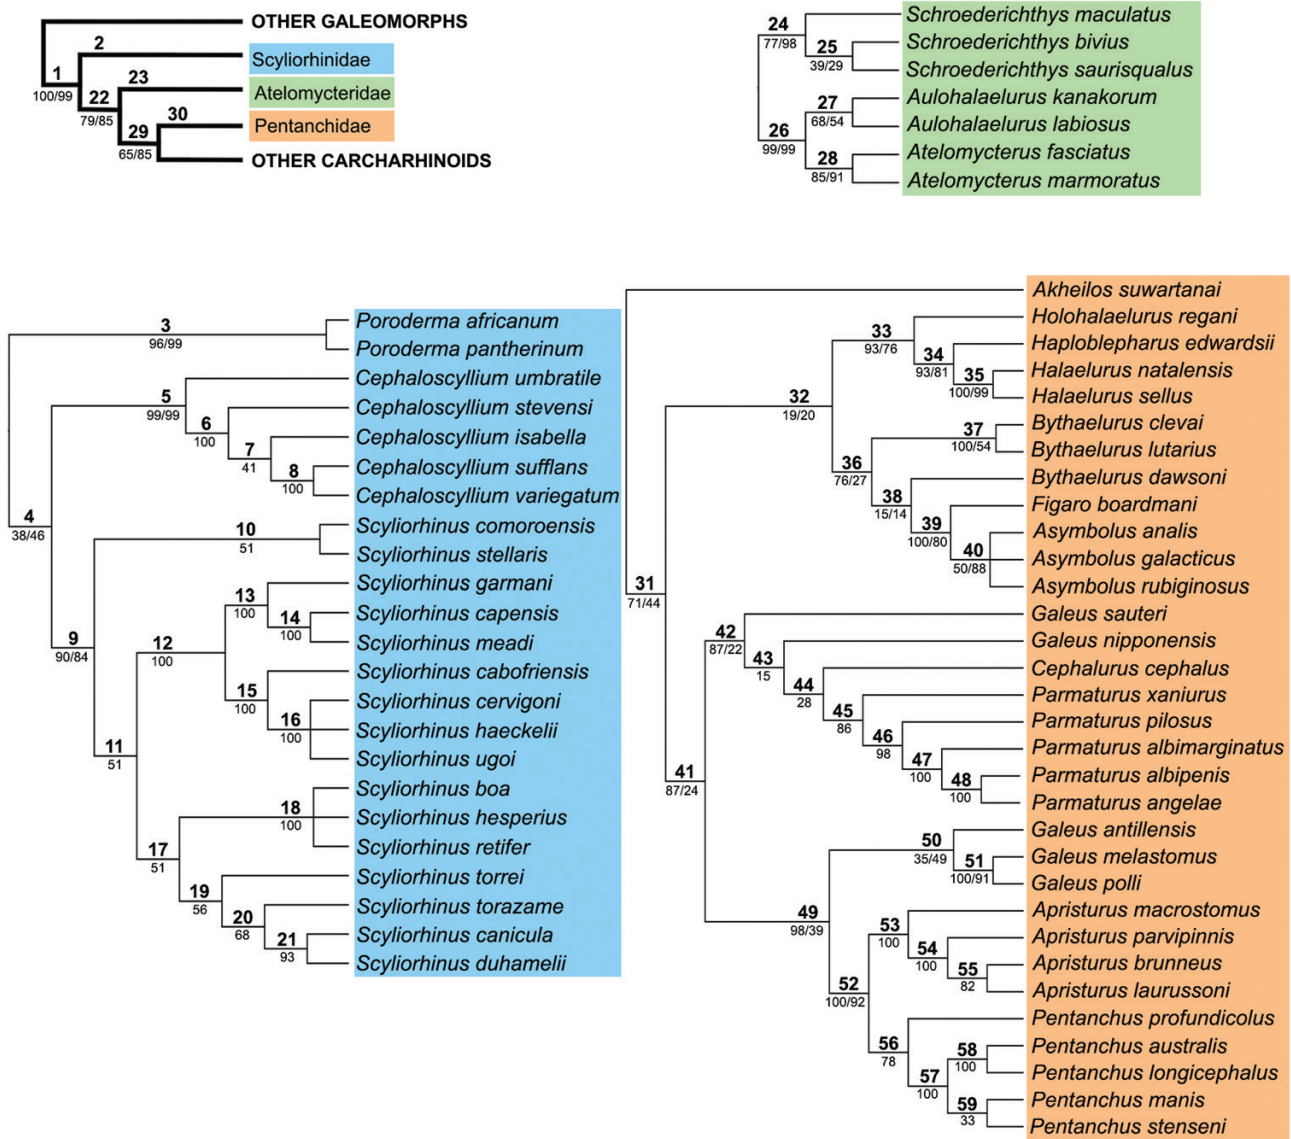 OTHER GALEOMORPHS
2
Scyliorhinidae
1
100/99
23
Atelomycteridae
22
79/85
30
Pentanchidae
29
65/85
OTHER CARCHARHINOIDS
Schroederichthys maculatus
24
77/98
Schroederichthys bivius
25
39/29
Schroederichthys saurisqualus
Aulohalaelurus kanakorum
27
68/54
Aulohalaelurus labiosus
26
99/99
Atelomycterus fasciatus
28
85/91
Atelomycterus marmoratus
Poroderma africanum
3
96/99
Poroderma pantherinum
Cephaloscyllium umbratile
5
99/99
Cephaloscyllium stevensi
6
100
Cephaloscyllium isabella
7
41
Cephaloscyllium sufflans
8
100
Cephaloscyllium variegatum
4
38/46
Scyliorhinus comoroensis
10
51
Scyliorhinus stellaris
Scyliorhinus garmani
13
100
Scyliorhinus capensis
14
100
Scyliorhinus meadi
9
90/84
12
100
Scyliorhinus cabofriensis
15
100
Scyliorhinus cervigoni
16
100
Scyliorhinus haeckelii
Scyliorhinus ugoi
11
51
Scyliorhinus boa
18
100
Scyliorhinus hesperius
Scyliorhinus retifer
17
51
Scyliorhinus torrei
19
56
Scyliorhinus torazame
20
68
Scyliorhinus canicula
21
93
Scyliorhinus duhamelii
Akheilos suwartanai
Holohalaelurus regani
33
93/76
Haploblepharus edwardsii
34
93/81
Halaelurus natalensis
35
100/99
Halaelurus sellus
32
19/20
Bythaelurus clevai
37
100/54
Bythaelurus lutarius
36
76/27
Bythaelurus dawsoni
38
15/14
Figaro boardmani
39
100/80
Asymbolus analis
40
50/88
Asymbolus galacticus
Asymbolus rubiginosus
31
71/44
Galeus sauteri
42
87/22
Galeus nipponensis
43
15
Cephalurus cephalus
44
28
Parmaturus xaniurus
45
86
Parmaturus pilosus
46
98
Parmaturus albimarginatus
47
100
Parmaturus albipenis
48
100
Parmaturus angelae
41
87/24
Galeus antillensis
50
35/49
Galeus melastomus
51
100/91
Galeus polli
49
98/39
Apristurus macrostomus
53
100
Apristurus parvipinnis
54
100
Apristurus brunneus
55
82
Apristurus laurussoni
52
100/92
Pentanchus profundicolus
56
78
Pentanchus australis
58
100
Pentanchus longicephalus
57
100
Pentanchus manis
59
33
Pentanchus stenseni